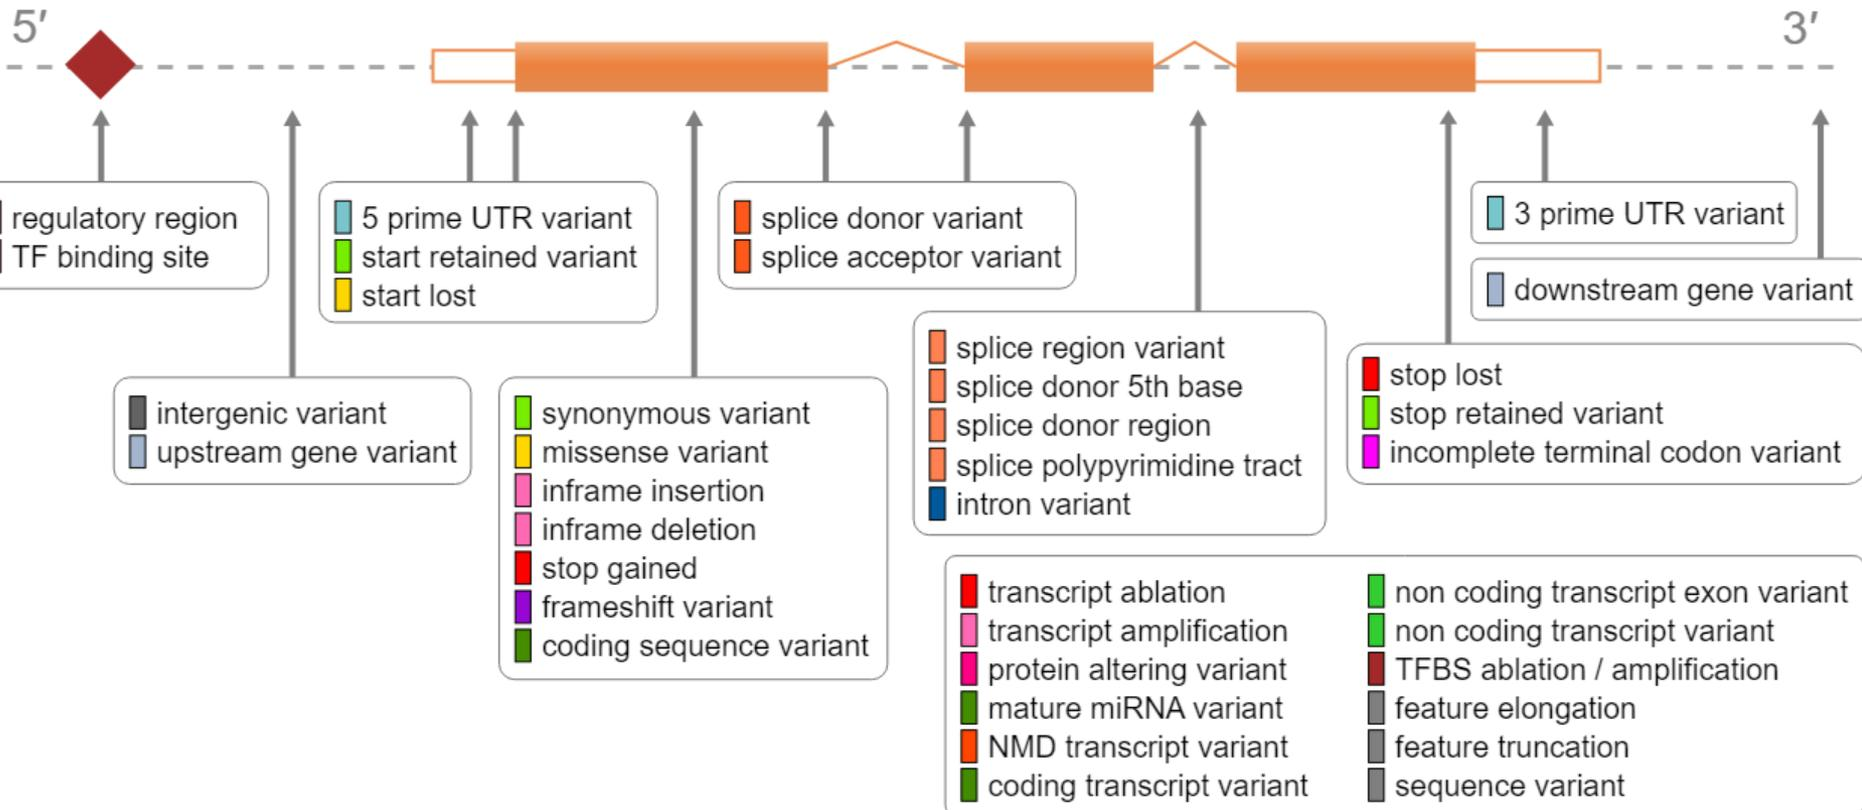 5′
3′
regulatory region
TF binding site
5 prime UTR variant
start retained variant
start lost
splice donor variant
splice acceptor variant
3 prime UTR variant
downstream gene variant
intergenic variant
upstream gene variant
synonymous variant
missense variant
inframe insertion
inframe deletion
stop gained
frameshift variant
coding sequence variant
splice region variant
splice donor 5th base
splice donor region
splice polypyrimidine tract
intron variant
stop lost
stop retained variant
incomplete terminal codon variant
transcript ablation
transcript amplification
protein altering variant
mature miRNA variant
NMD transcript variant
coding transcript variant
non coding transcript exon variant
non coding transcript variant
TFBS ablation / amplification
feature elongation
feature truncation
sequence variant